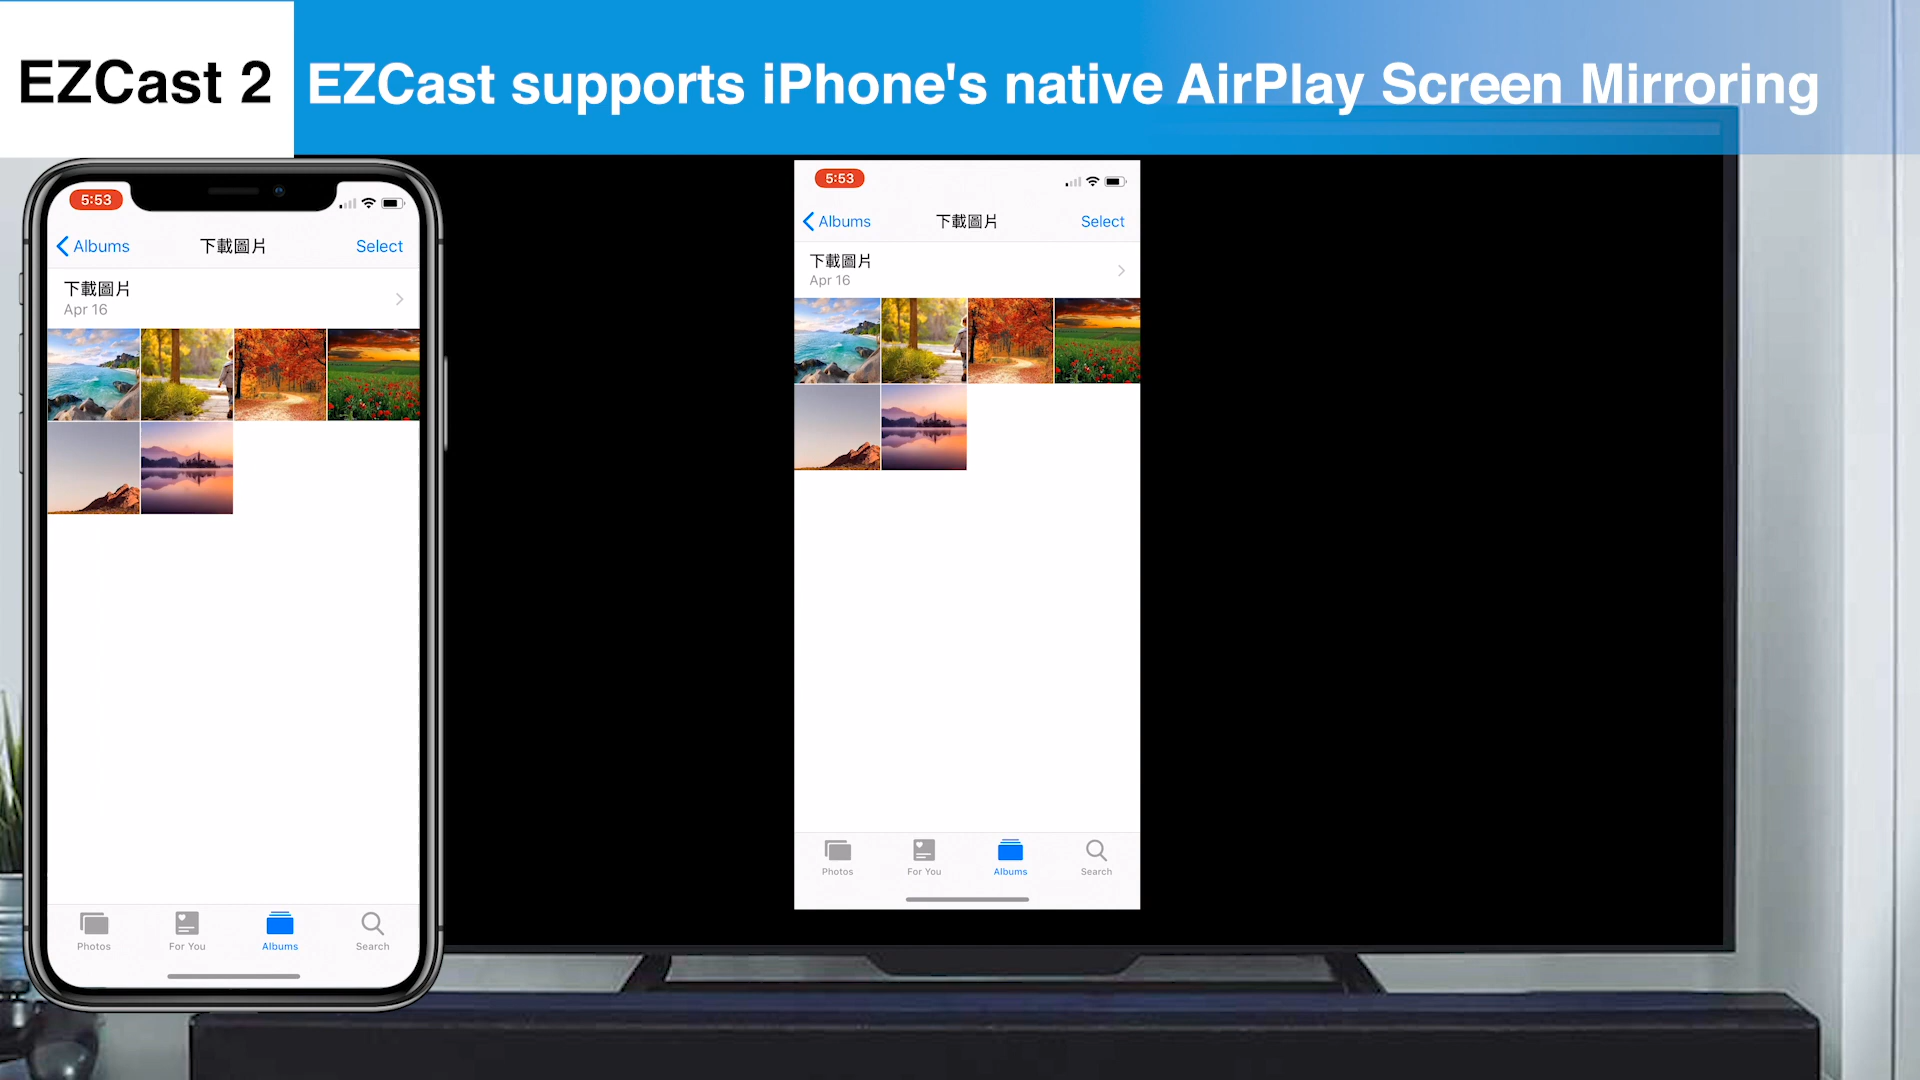 EZCast 2
EZCast supports iPhone's native AirPlay Screen Mirroring
5:53
Albums
下載圖片
Select
下載圖片
Apr 16
Photos
For You
Albums
Search
5:53
Albums
下載圖片
Select
下載圖片
Apr 16
Photos
For You
Albums
Search